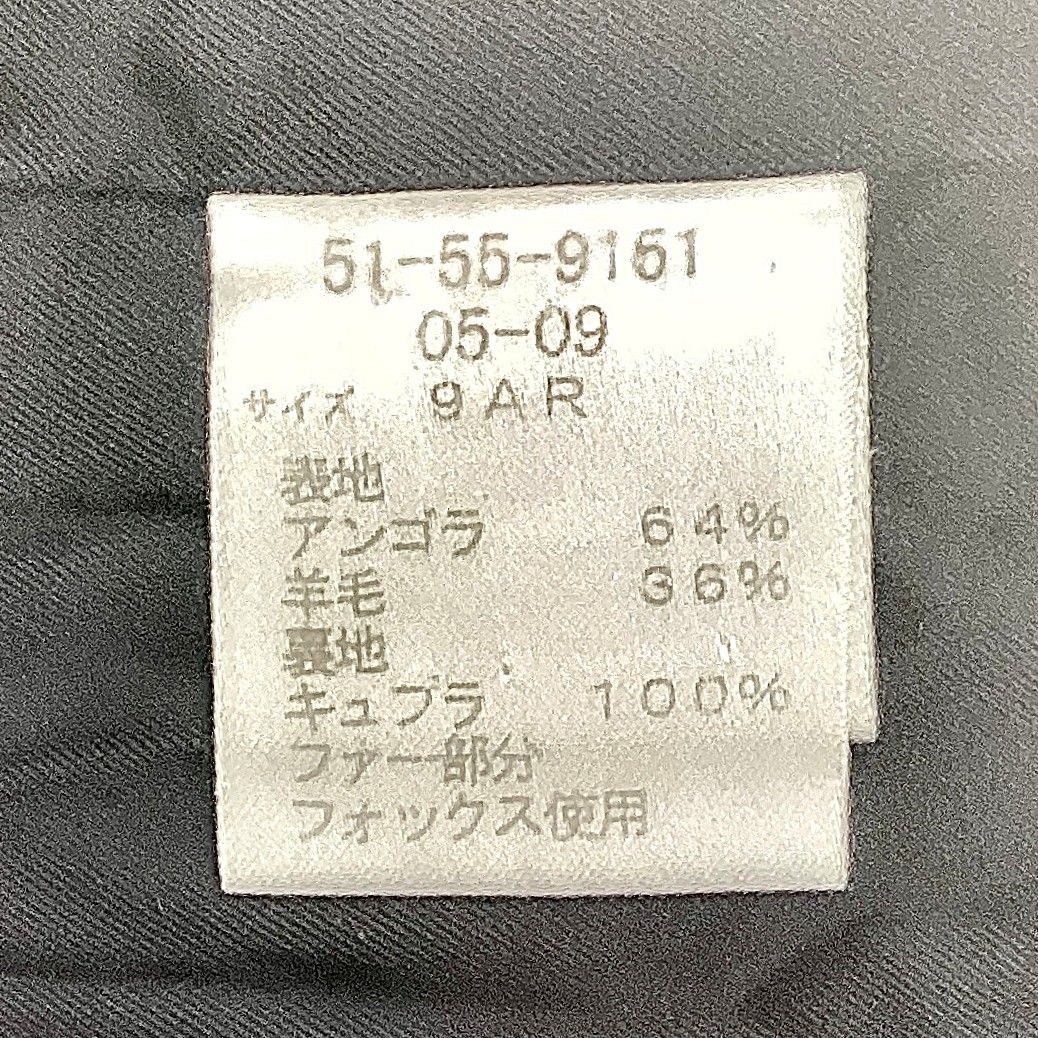 51-55-9151
05-09
サイズ 9AR
表地
アンゴラ 64%
羊毛 36%
裏地
キュプラ 100%
ファー部分
フォックス使用